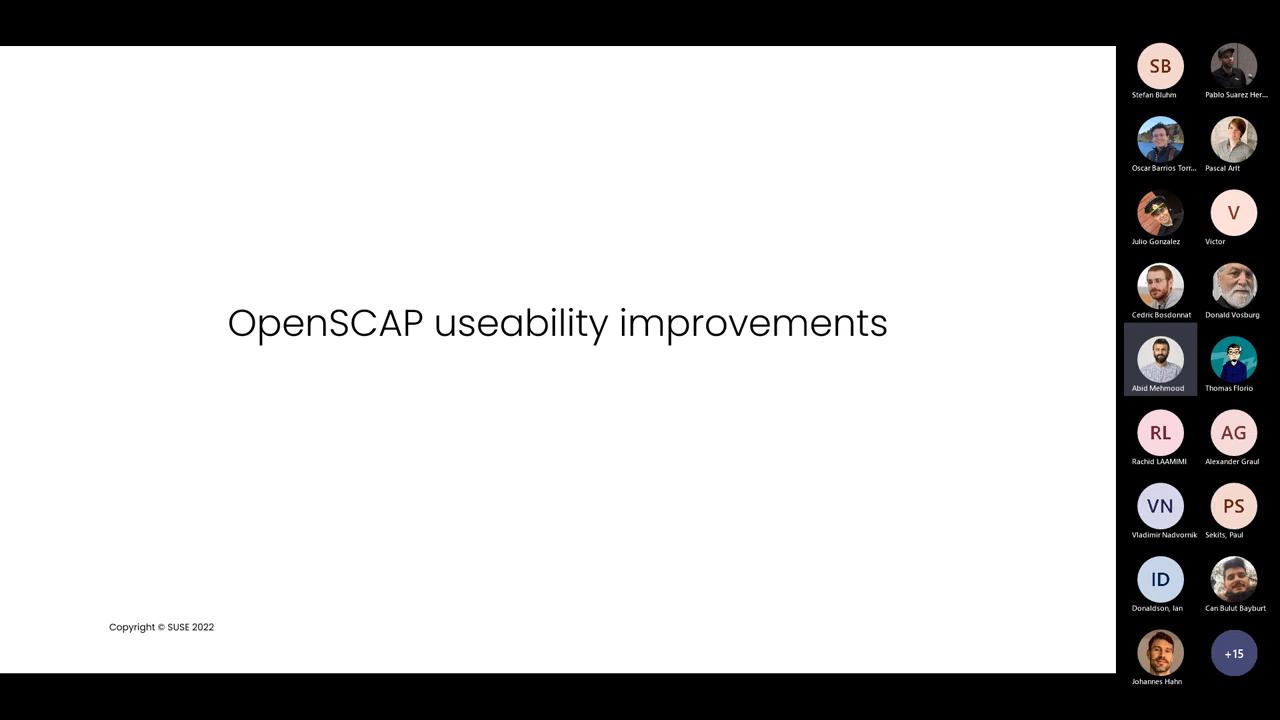 OpenSCAP useability improvements
Copyright © SUSE 2022
SB
Stefan Bluhm
Pablo Suarez Her...
Oscar Barrios Torr...
Pascal Arlt
Julio Gonzalez
V
Victor
Cedric Bosdonnat
Donald Vosburg
Abid Mehmood
Thomas Florio
RL
Rachid LAAMIMI
AG
Alexander Graul
VN
Vladimir Nadvornik
PS
Sekits, Paul
ID
Donaldson, Ian
Can Bulut Bayburt
Johannes Hahn
+15